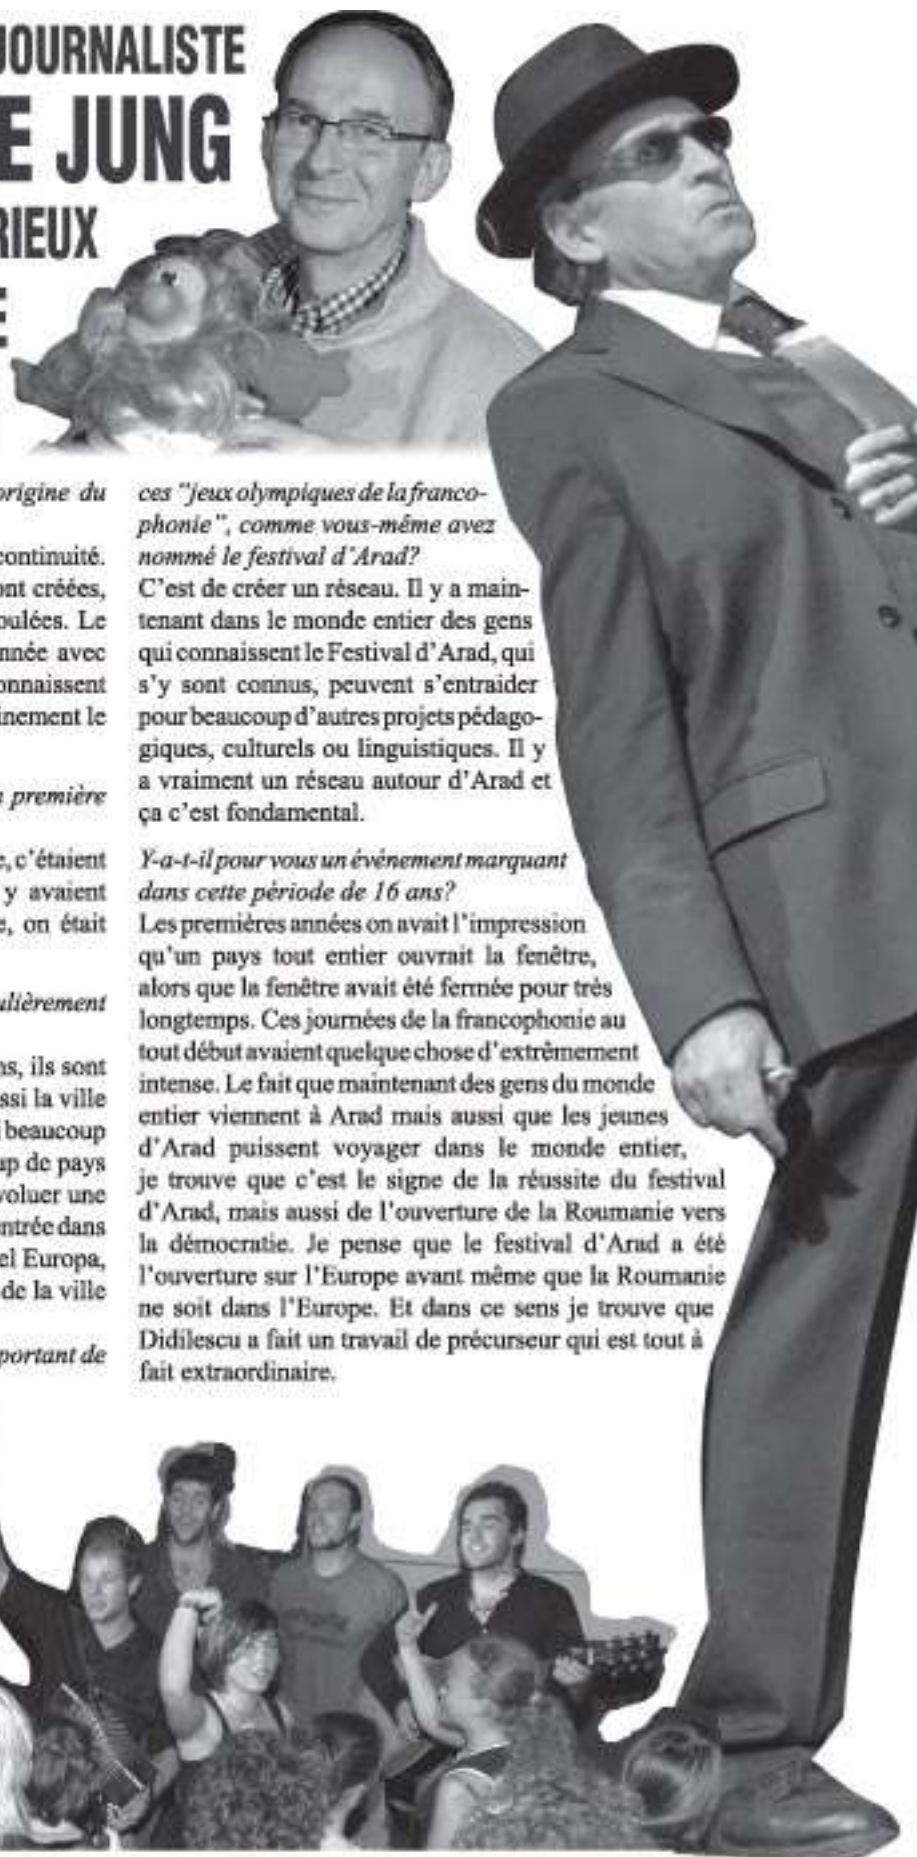 JOURNALISTE
E JUNG
RIEUX
E
origine du
continuité.
ont créées,
oulées. Le
nnée avec
onnaissent
inement le
première
e, c'étaient
y avaient
e, on était
ulièrement
ns, ils sont
ssi la ville
beaucoup
up de pays
voluer une
entrée dans
el Europa,
de la ville
portant de
ces "jeux olympiques de la franco-
phonie", comme vous-même avez
nommé le festival d'Arad?
C'est de créer un réseau. Il y a main-
tenant dans le monde entier des gens
qui connaissent le Festival d'Arad, qui
s'y sont connus, peuvent s'entraider
pour beaucoup d'autres projets pédago-
giques, culturels ou linguistiques. Il y
a vraiment un réseau autour d'Arad et
ça c'est fondamental.
Y-a-t-il pour vous un événement marquant
dans cette période de 16 ans?
Les premières années on avait l'impression
qu'un pays tout entier ouvrait la fenêtre,
alors que la fenêtre avait été fermée pour très
longtemps. Ces journées de la francophonie au
tout début avaient quelque chose d'extrêmement
intense. Le fait que maintenant des gens du monde
entier viennent à Arad mais aussi que les jeunes
d'Arad puissent voyager dans le monde entier,
je trouve que c'est le signe de la réussite du festival
d'Arad, mais aussi de l'ouverture de la Roumanie vers
la démocratie. Je pense que le festival d'Arad a été
l'ouverture sur l'Europe avant même que la Roumanie
ne soit dans l'Europe. Et dans ce sens je trouve que
Didilescu a fait un travail de précurseur qui est tout à
fait extraordinaire.